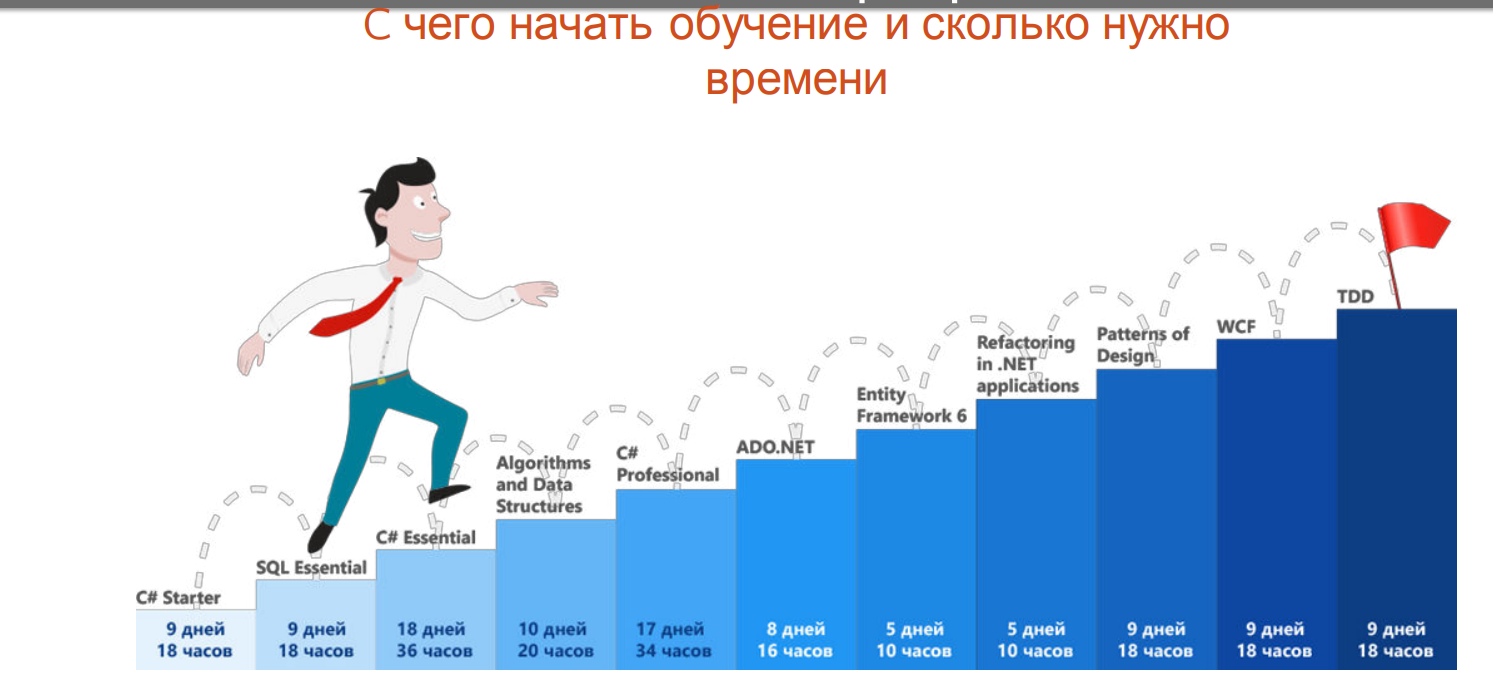 С чего начать обучение и сколько нужно
времени
C# Starter
9 дней
18 часов
SQL Essential
9 дней
18 часов
C# Essential
18 дней
36 часов
Algorithms
and Data
Structures
10 дней
20 часов
C#
Professional
17 дней
34 часов
ADO.NET
8 дней
16 часов
Entity
Framework 6
5 дней
10 часов
Refactoring
in .NET
applications
5 дней
10 часов
Patterns of
Design
9 дней
18 часов
WCF
9 дней
18 часов
TDD
9 дней
18 часов